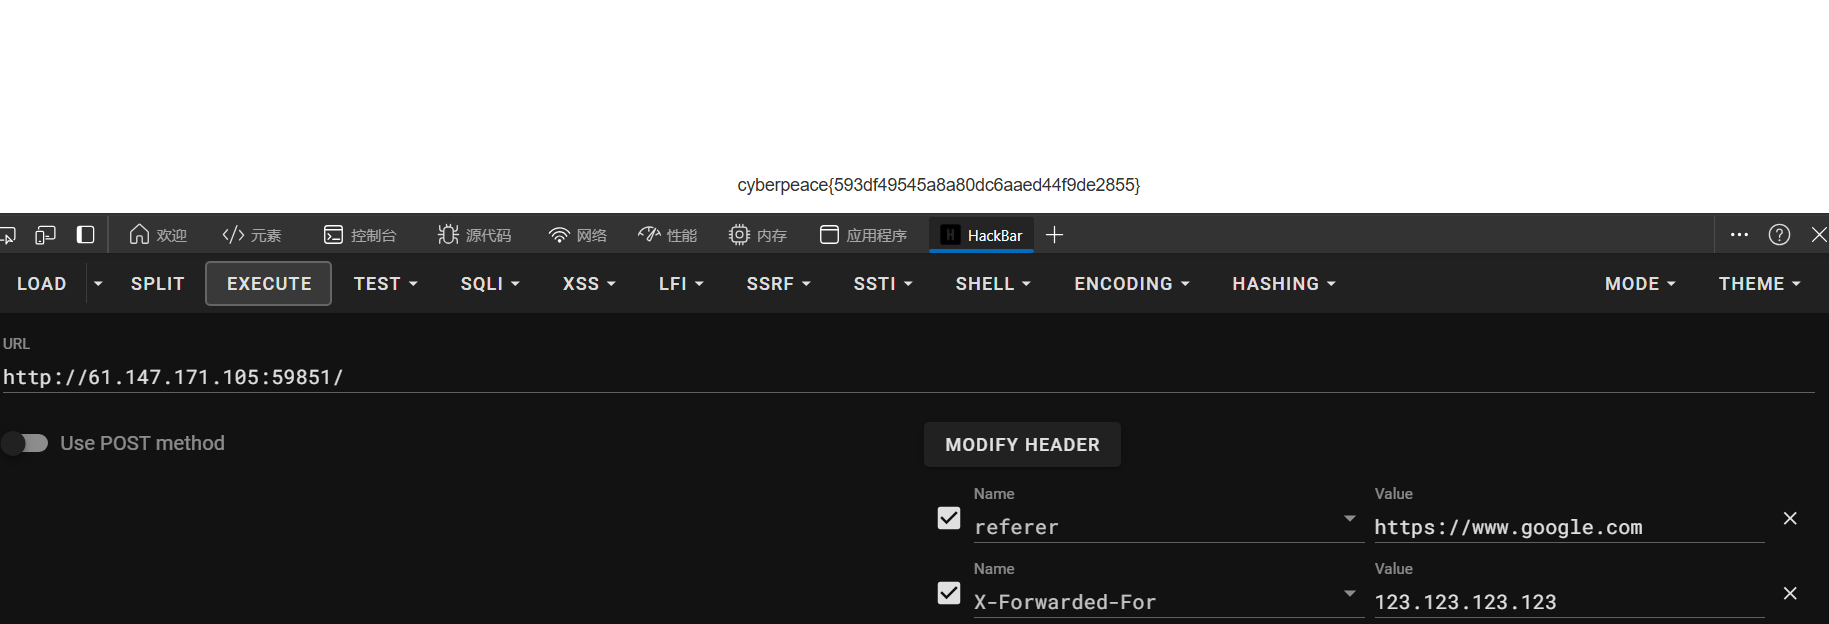 cyberpeace{593df49545a8a80dc6aaed44f9de2855}
欢迎 元素 控制台 源代码 网络 性能 内存 应用程序 HackBar
LOAD SPLIT EXECUTE TEST SQLI XSS LFI SSRF SSTI SHELL ENCODING HASHING MODE THEME
URL
http://61.147.171.105:59851/
Use POST method
MODIFY HEADER
Name Value
referer https://www.google.com
Name Value
X-Forwarded-For 123.123.123.123